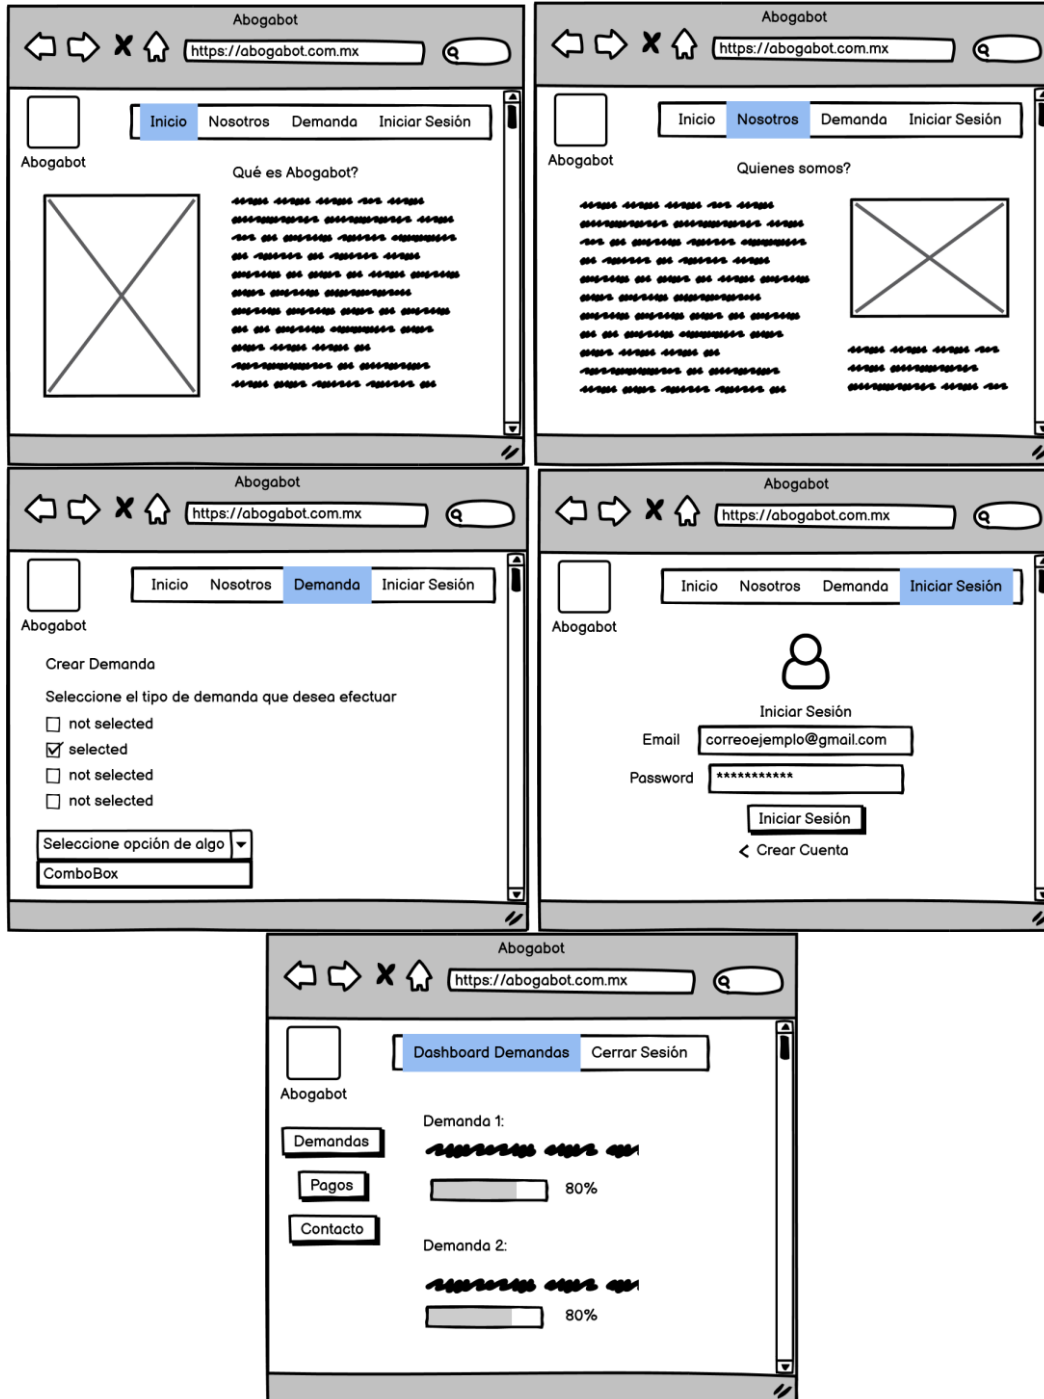 Abogabot
https://abogabot.com.mx
Inicio Nosotros Demanda Iniciar Sesión
Abogabot
Qué es Abogabot?
Abogabot
https://abogabot.com.mx
Inicio Nosotros Demanda Iniciar Sesión
Abogabot
Quienes somos?
Abogabot
https://abogabot.com.mx
Inicio Nosotros Demanda Iniciar Sesión
Abogabot
Crear Demanda
Seleccione el tipo de demanda que desea efectuar
not selected
selected
not selected
not selected
Seleccione opción de algo
ComboBox
Abogabot
https://abogabot.com.mx
Inicio Nosotros Demanda Iniciar Sesión
Abogabot
Iniciar Sesión
Email correoejemplo@gmail.com
Password ***********
Iniciar Sesión
< Crear Cuenta
Abogabot
https://abogabot.com.mx
Dashboard Demandas Cerrar Sesión
Abogabot
Demandas
Pagos
Contacto
Demanda 1:
80%
Demanda 2:
80%